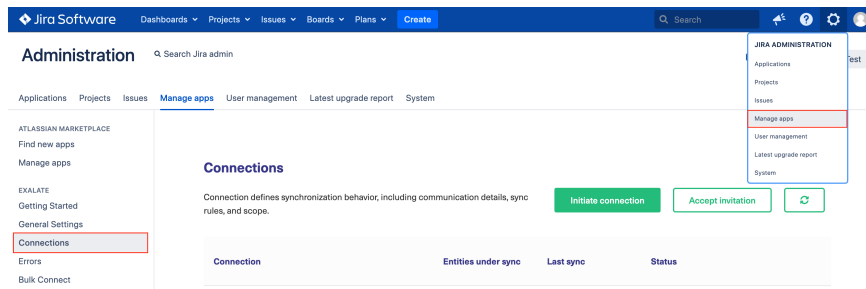 Jira Software Dashboards Projects Issues Boards Plans Create Search
Administration Search Jira admin
JIRA ADMINISTRATION
Applications
Projects
Issues
Manage apps
User management
Latest upgrade report
System
Applications Projects Issues Manage apps User management Latest upgrade report System
ATLASSIAN MARKETPLACE
Find new apps
Manage apps
EXALATE
Getting Started
General Settings
Connections
Errors
Bulk Connect
Connections
Connection defines synchronization behavior, including communication details, sync
rules, and scope.
Initiate connection Accept invitation
Connection Entities under sync Last sync Status